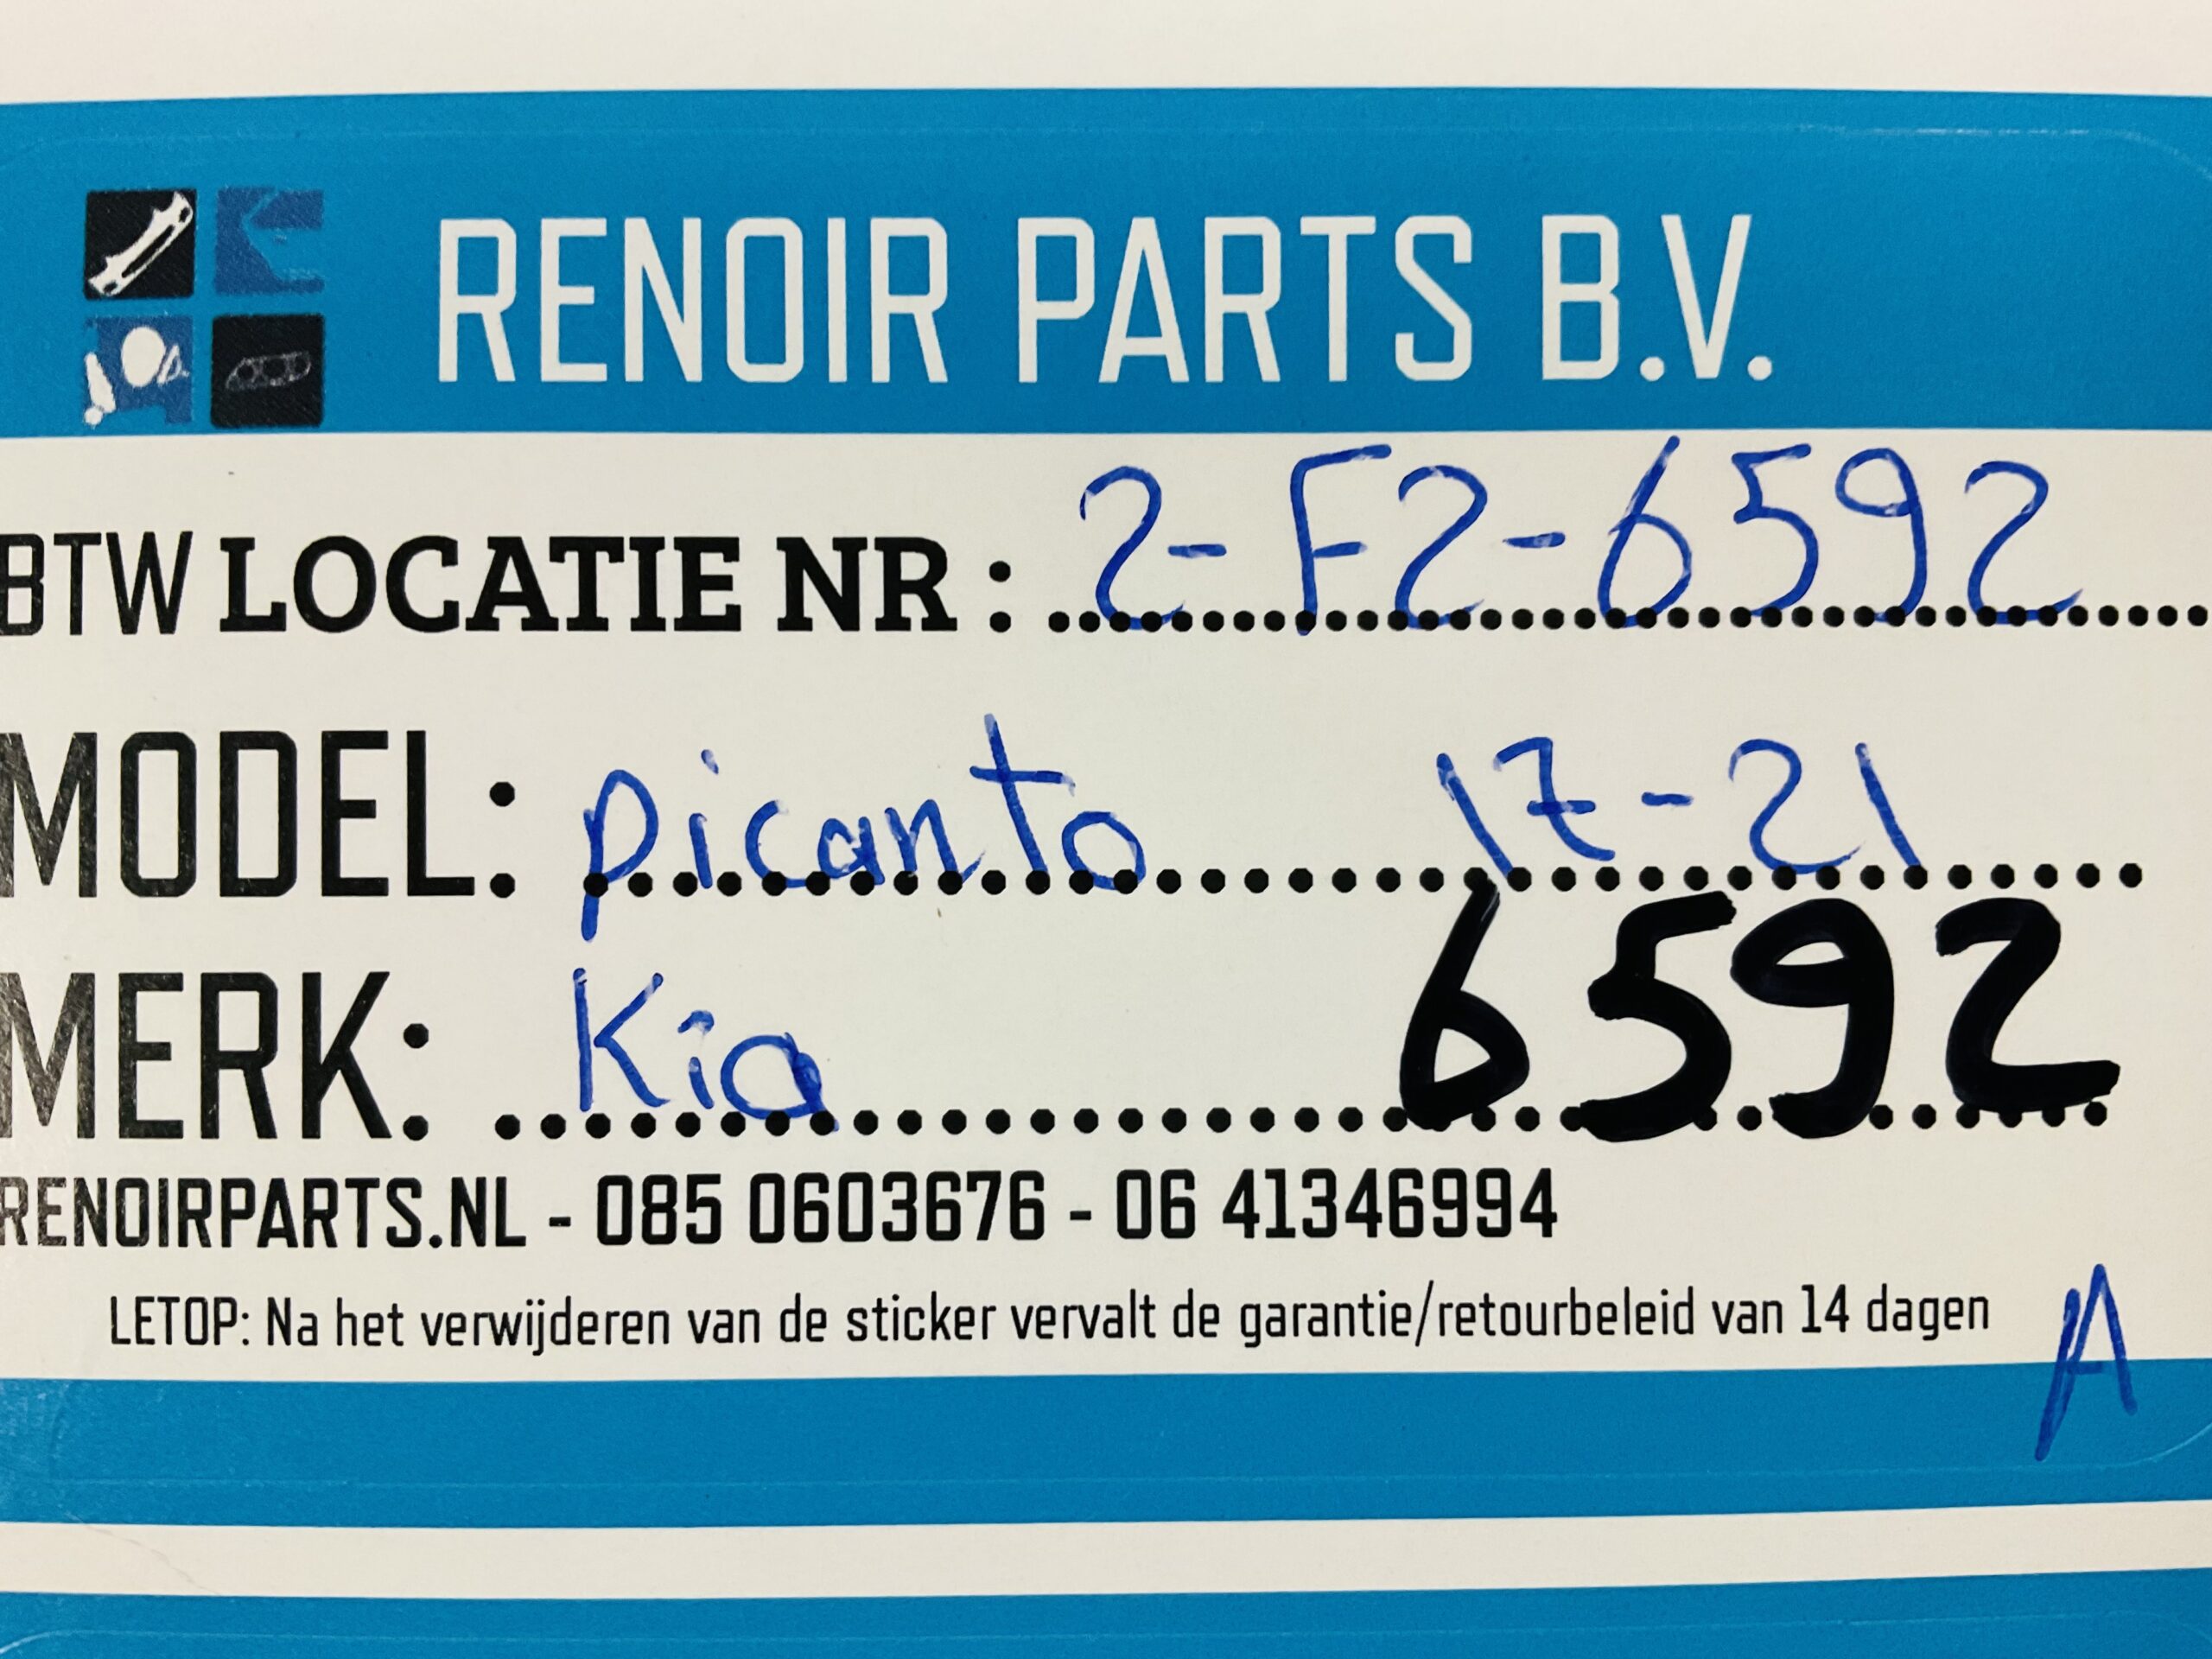 RENOIR PARTS B.V.
BTW LOCATIE NR: 2-F2-6592
MODEL: picanto 17-21
MERK: Kia 6592
RENOIRPARTS.NL - 085 0603676 - 06 41346994
LETOP: Na het verwijderen van de sticker vervalt de garantie/retourbeleid van 14 dagen
A